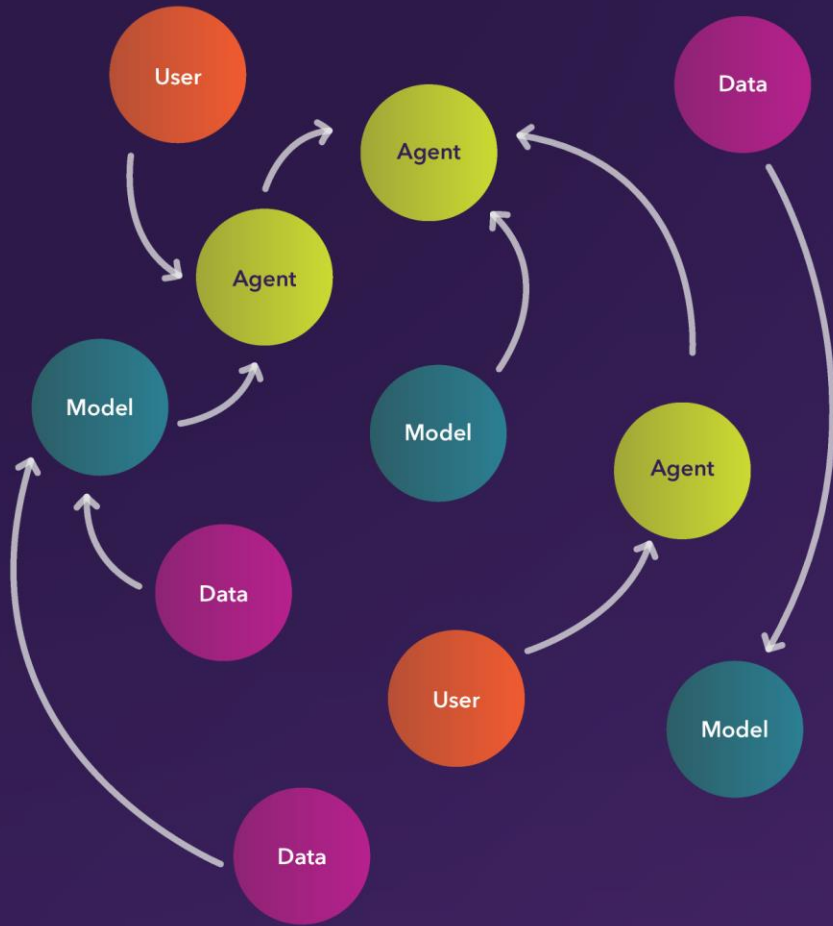 User
Data
Agent
Agent
Model
Model
Agent
Data
User
Model
Data